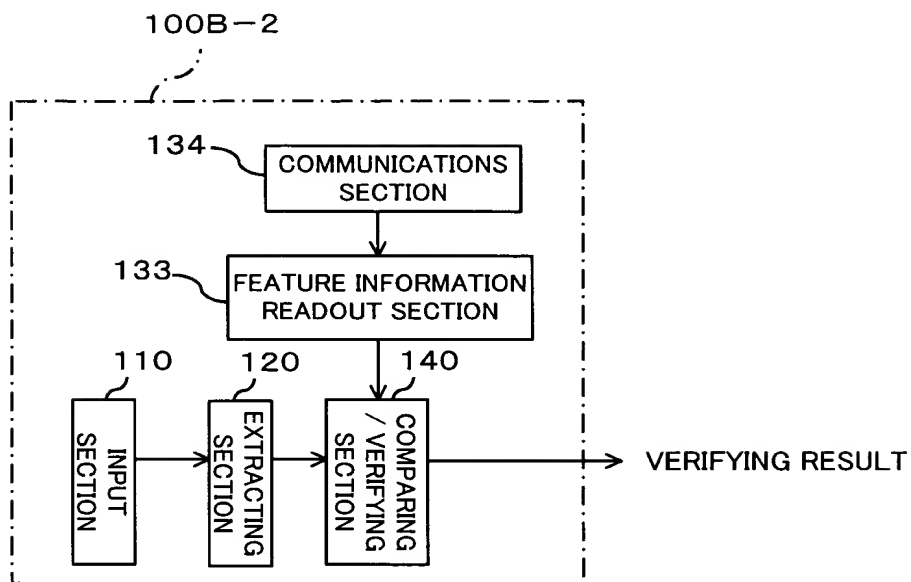 100B-2
134
COMMUNICATIONS
SECTION
133
FEATURE INFORMATION
READOUT SECTION
110
120
140
INPUT
SECTION
EXTRACTING
SECTION
COMPARING
/ VERIFYING
SECTION
VERIFYING RESULT